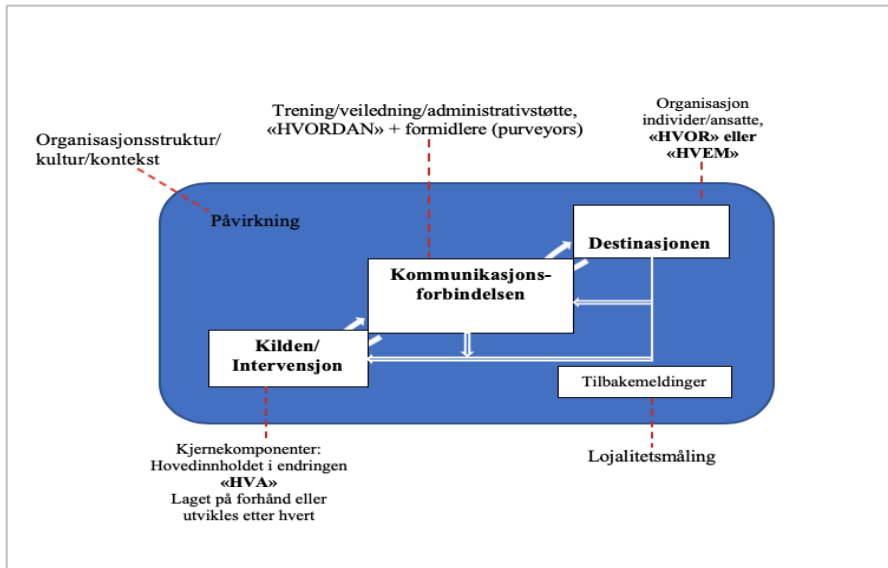 Trening/veiledning/administrativstøtte,
«HVORDAN» + formidlere (purveyors)
Organisasjon
individer/ansatte,
«HVOR» eller
«HVEM»
Organisasjonsstruktur/
kultur/kontekst
Påvirkning
Destinasjonen
Kommunikasjons-
forbindelsen
Kilden/
Intervensjon
Tilbakemeldinger
Kjernekomponenter:
Hovedinnholdet i endringen
«HVA»
Laget på forhånd eller
utvikles etter hvert
Lojalitetsmåling